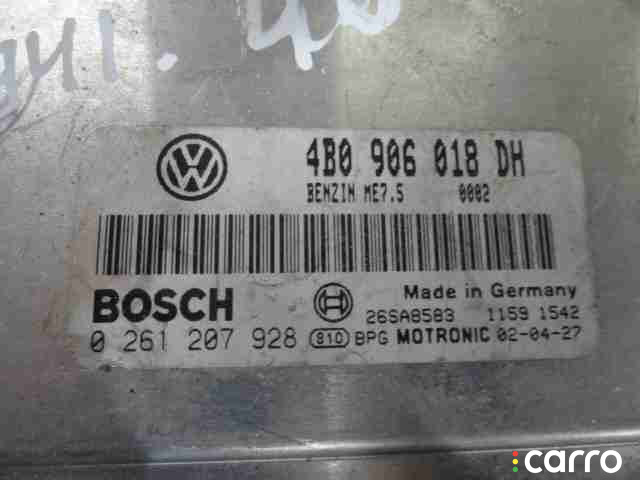 4B0 906 018 DH
BENZIN ME7.5 0002
BOSCH
Made in Germany
26SA8583 1159 1542
0 261 207 928 810 BPG MOTRONIC 02-04-27
carro